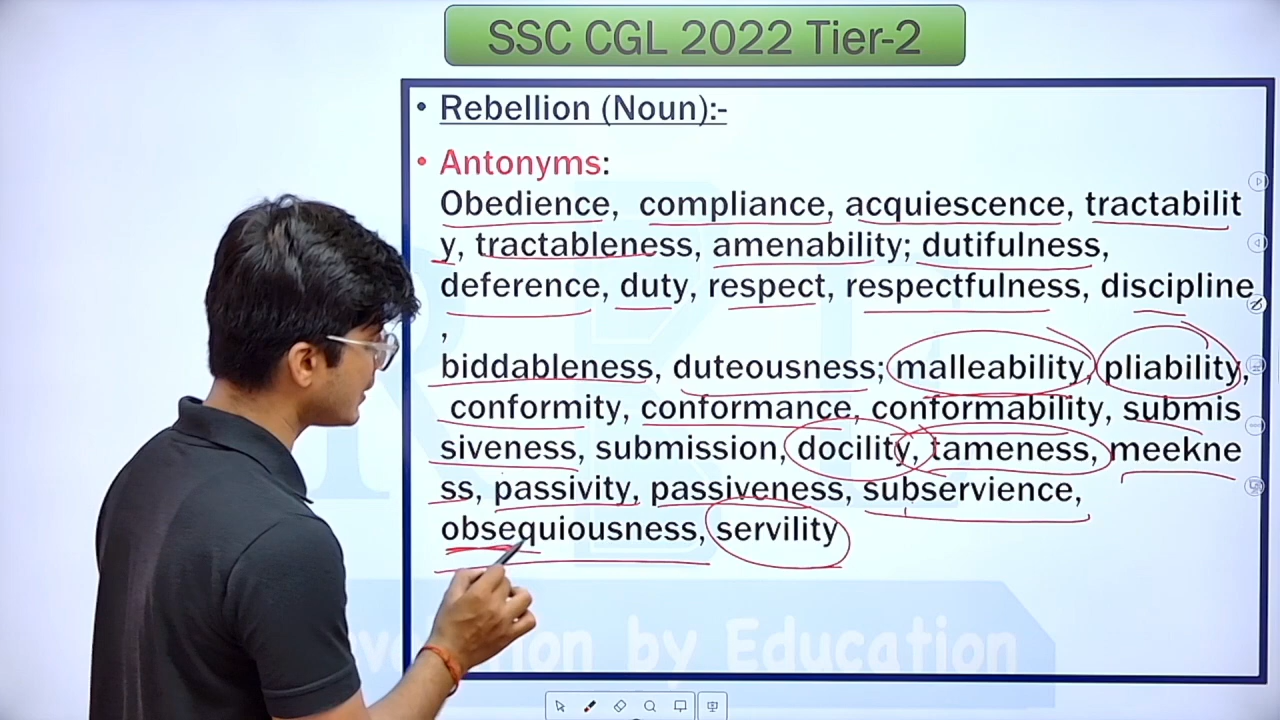 SSC CGL 2022 Tier-2
• Rebellion (Noun):-
• Antonyms:
Obedience, compliance, acquiescence, tractabilit
y, tractableness, amenability; dutifulness,
deference, duty, respect, respectfulness, discipline
,
biddableness, duteousness; malleability, pliability,
conformity, conformance, conformability, submis
siveness, submission, docility, tameness, meekne
ss, passivity, passiveness, subservience,
obsequiousness, servility
by Education